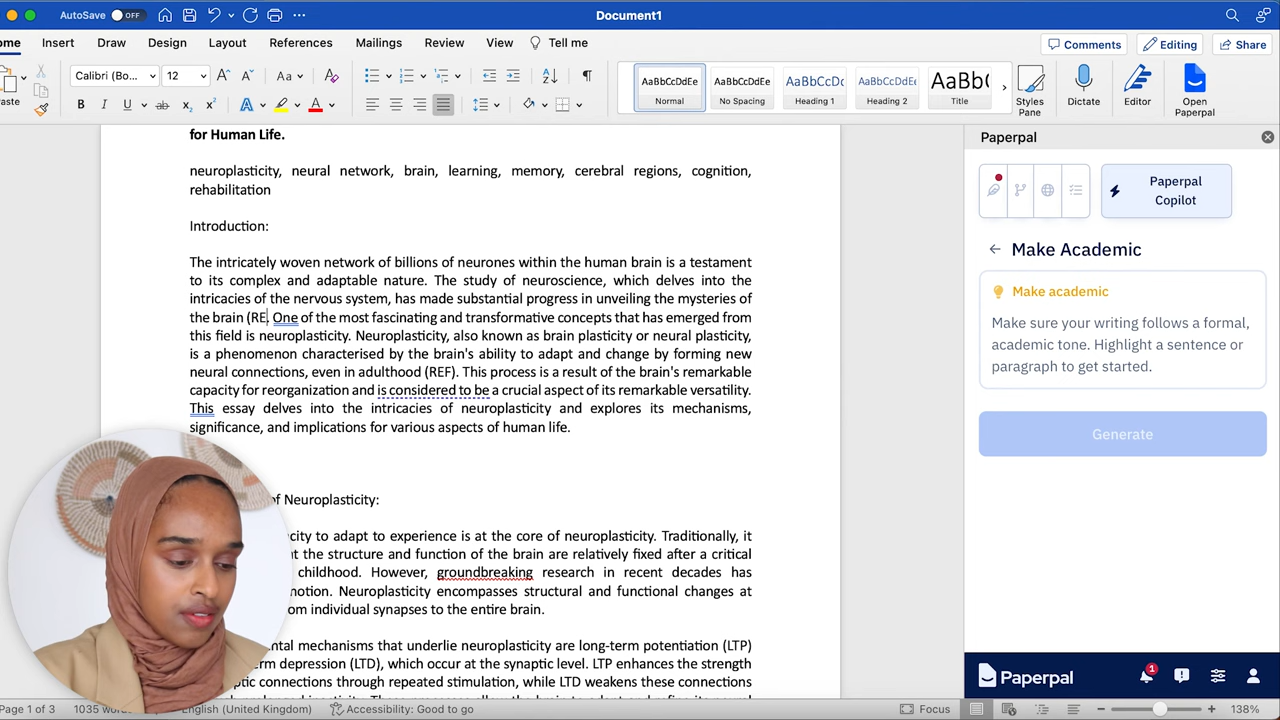 AutoSave OFF
Document1
ome Insert Draw Design Layout References Mailings Review View Tell me
Comments Editing Share
Calibri (Bo... 12 Aa
AaBbCcDdEe AaBbCcDdEe AaBbCcDc AaBbCcDdEe AaBb(
aste B I U ab x2 x2 A A
Normal No Spacing Heading 1 Heading 2 Title
Styles Pane Dictate Editor Open Paperpal
for Human Life.
neuroplasticity, neural network, brain, learning, memory, cerebral regions, cognition,
rehabilitation
Introduction:
The intricately woven network of billions of neurones within the human brain is a testament
to its complex and adaptable nature. The study of neuroscience, which delves into the
intricacies of the nervous system, has made substantial progress in unveiling the mysteries of
the brain (RE. One of the most fascinating and transformative concepts that has emerged from
this field is neuroplasticity. Neuroplasticity, also known as brain plasticity or neural plasticity,
is a phenomenon characterised by the brain's ability to adapt and change by forming new
neural connections, even in adulthood (REF). This process is a result of the brain's remarkable
capacity for reorganization and is considered to be a crucial aspect of its remarkable versatility.
This essay delves into the intricacies of neuroplasticity and explores its mechanisms,
significance, and implications for various aspects of human life.
of Neuroplasticity:
city to adapt to experience is at the core of neuroplasticity. Traditionally, it
t the structure and function of the brain are relatively fixed after a critical
childhood. However, groundbreaking research in recent decades has
notion. Neuroplasticity encompasses structural and functional changes at
om individual synapses to the entire brain.
ntal mechanisms that underlie neuroplasticity are long-term potentiation (LTP)
erm depression (LTD), which occur at the synaptic level. LTP enhances the strength
ptic connections through repeated stimulation, while LTD weakens these connections
Paperpal
Paperpal
Copilot
Make Academic
Make academic
Make sure your writing follows a formal,
academic tone. Highlight a sentence or
paragraph to get started.
Generate
Paperpal 1
Page 1 of 3 1035 words English (United Kingdom) Accessibility: Good to go Focus 138%